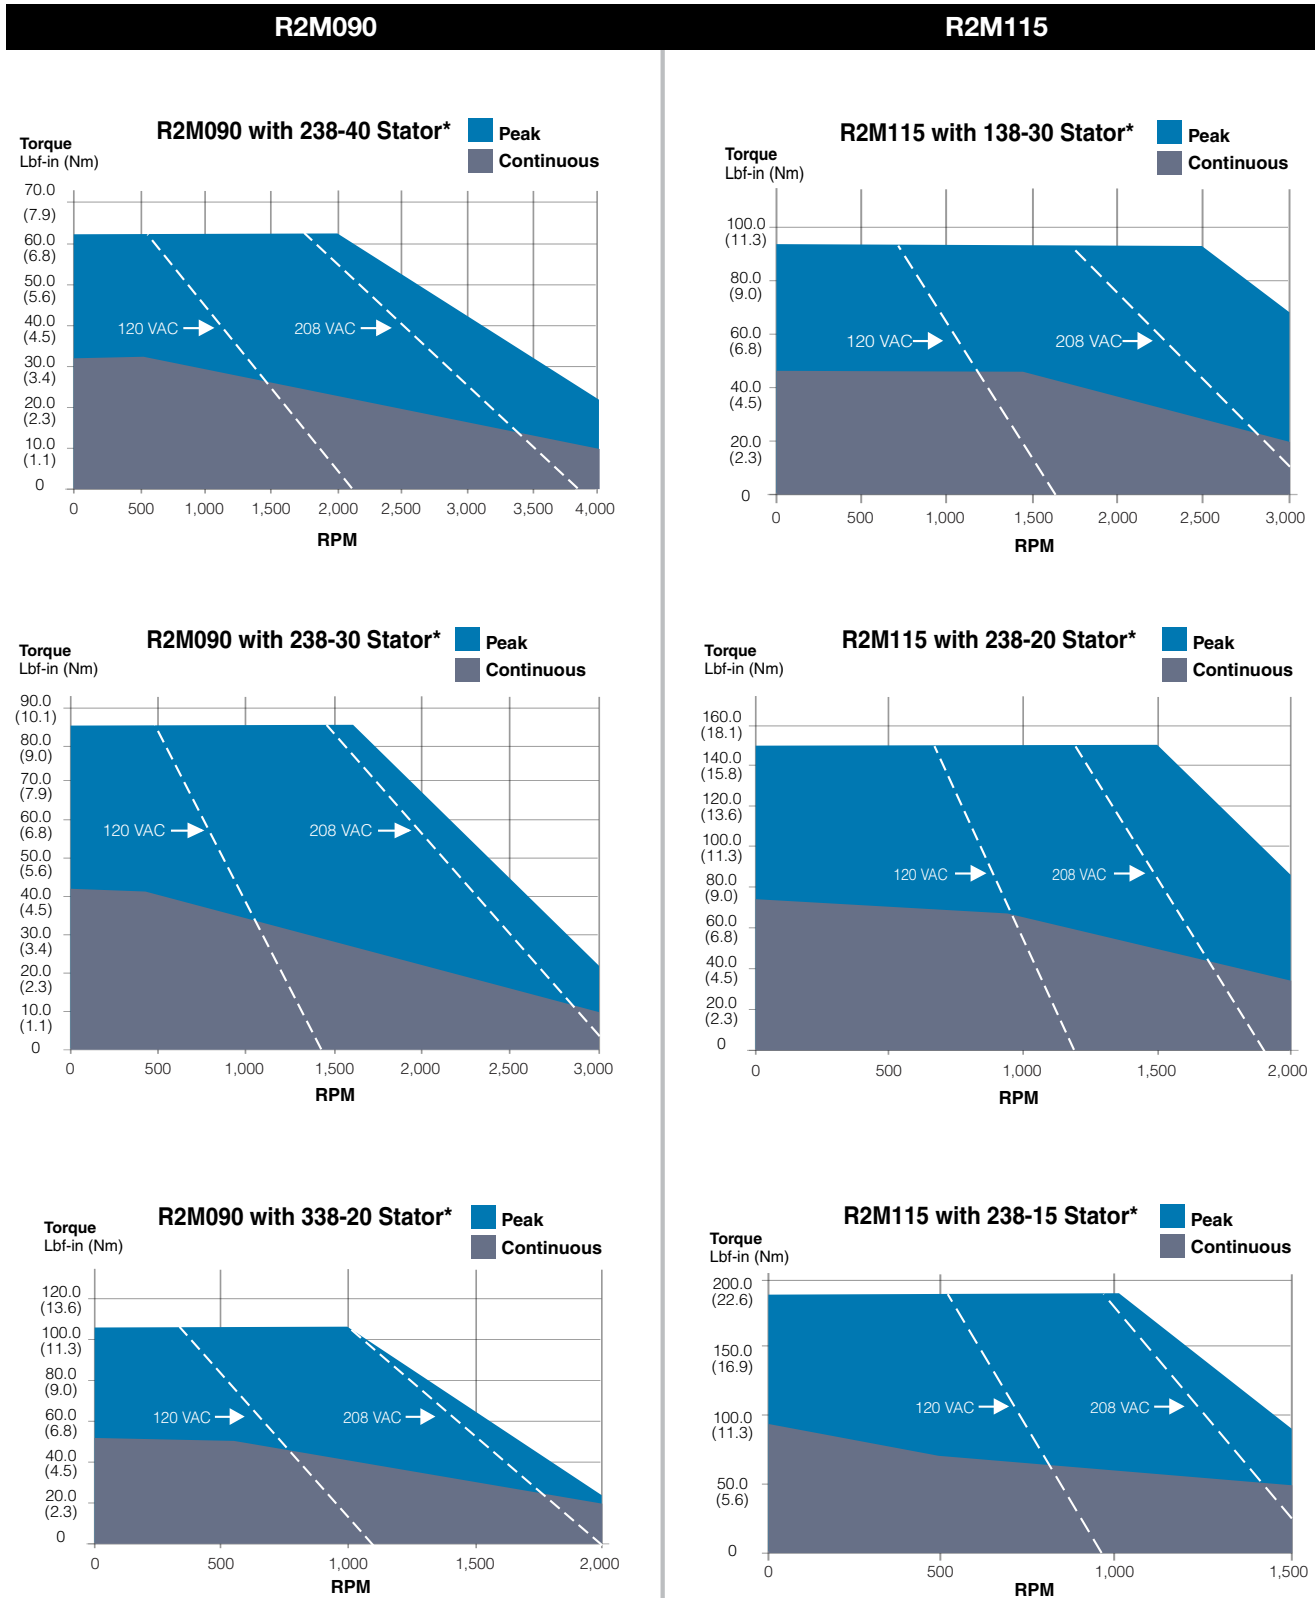 R2M090
R2M115
R2M090 with 238-40 Stator*
Peak
Continuous
Torque
Lbf-in (Nm)
70.0
(7.9)
60.0
(6.8)
50.0
(5.6)
40.0
(4.5)
30.0
(3.4)
20.0
(2.3)
10.0
(1.1)
0
120 VAC
208 VAC
0
500
1,000
1,500
2,000
2,500
3,000
3,500
4,000
RPM
R2M115 with 138-30 Stator*
Peak
Continuous
Torque
Lbf-in (Nm)
100.0
(11.3)
80.0
(9.0)
60.0
(6.8)
40.0
(4.5)
20.0
(2.3)
0
120 VAC
208 VAC
0
500
1,000
1,500
2,000
2,500
3,000
RPM
R2M090 with 238-30 Stator*
Peak
Continuous
Torque
Lbf-in (Nm)
90.0
(10.1)
80.0
(9.0)
70.0
(7.9)
60.0
(6.8)
50.0
(5.6)
40.0
(4.5)
30.0
(3.4)
20.0
(2.3)
10.0
(1.1)
0
120 VAC
208 VAC
0
500
1,000
1,500
2,000
2,500
3,000
RPM
R2M115 with 238-20 Stator*
Peak
Continuous
Torque
Lbf-in (Nm)
160.0
(18.1)
140.0
(15.8)
120.0
(13.6)
100.0
(11.3)
80.0
(9.0)
60.0
(6.8)
40.0
(4.5)
20.0
(2.3)
0
120 VAC
208 VAC
0
500
1,000
1,500
2,000
RPM
R2M090 with 338-20 Stator*
Peak
Continuous
Torque
Lbf-in (Nm)
120.0
(13.6)
100.0
(11.3)
80.0
(9.0)
60.0
(6.8)
40.0
(4.5)
20.0
(2.3)
0
120 VAC
208 VAC
0
500
1,000
1,500
2,000
RPM
R2M115 with 238-15 Stator*
Peak
Continuous
Torque
Lbf-in (Nm)
200.0
(22.6)
150.0
(16.9)
100.0
(11.3)
50.0
(5.6)
0
120 VAC
208 VAC
0
500
1,000
1,500
RPM